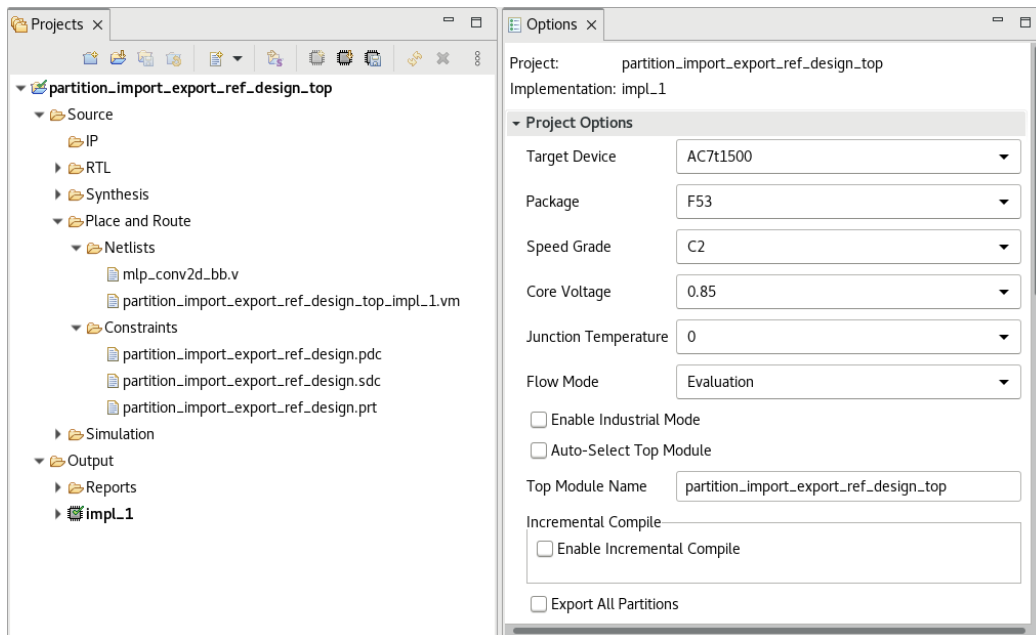 Projects
partition_import_export_ref_design_top
Source
IP
RTL
Synthesis
Place and Route
Netlists
mlp_conv2d_bb.v
partition_import_export_ref_design_top_impl_1.vm
Constraints
partition_import_export_ref_design.pdc
partition_import_export_ref_design.sdc
partition_import_export_ref_design.prt
Simulation
Output
Reports
impl_1
Options
Project: partition_import_export_ref_design_top
Implementation: impl_1
Project Options
Target Device AC7t1500
Package F53
Speed Grade C2
Core Voltage 0.85
Junction Temperature 0
Flow Mode Evaluation
Enable Industrial Mode
Auto-Select Top Module
Top Module Name partition_import_export_ref_design_top
Incremental Compile
Enable Incremental Compile
Export All Partitions